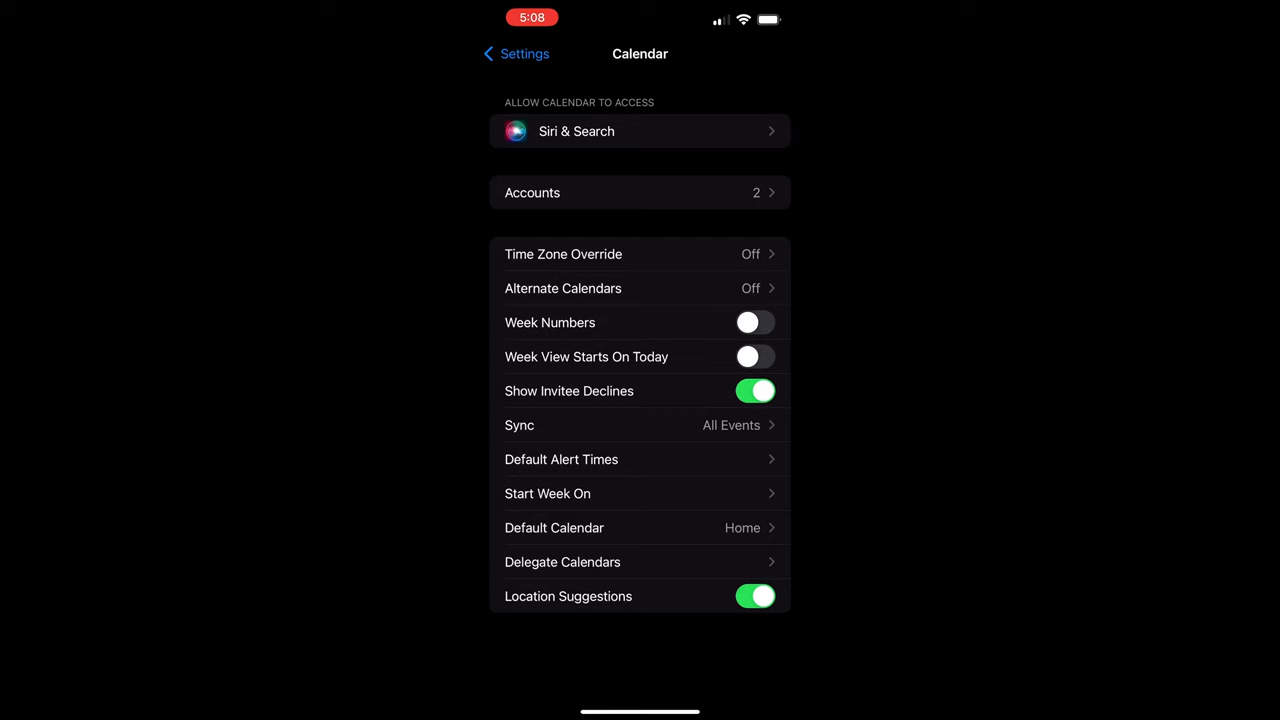 5:08
Settings
Calendar
ALLOW CALENDAR TO ACCESS
Siri & Search
Accounts 2
Time Zone Override Off
Alternate Calendars Off
Week Numbers
Week View Starts On Today
Show Invitee Declines
Sync All Events
Default Alert Times
Start Week On
Default Calendar Home
Delegate Calendars
Location Suggestions